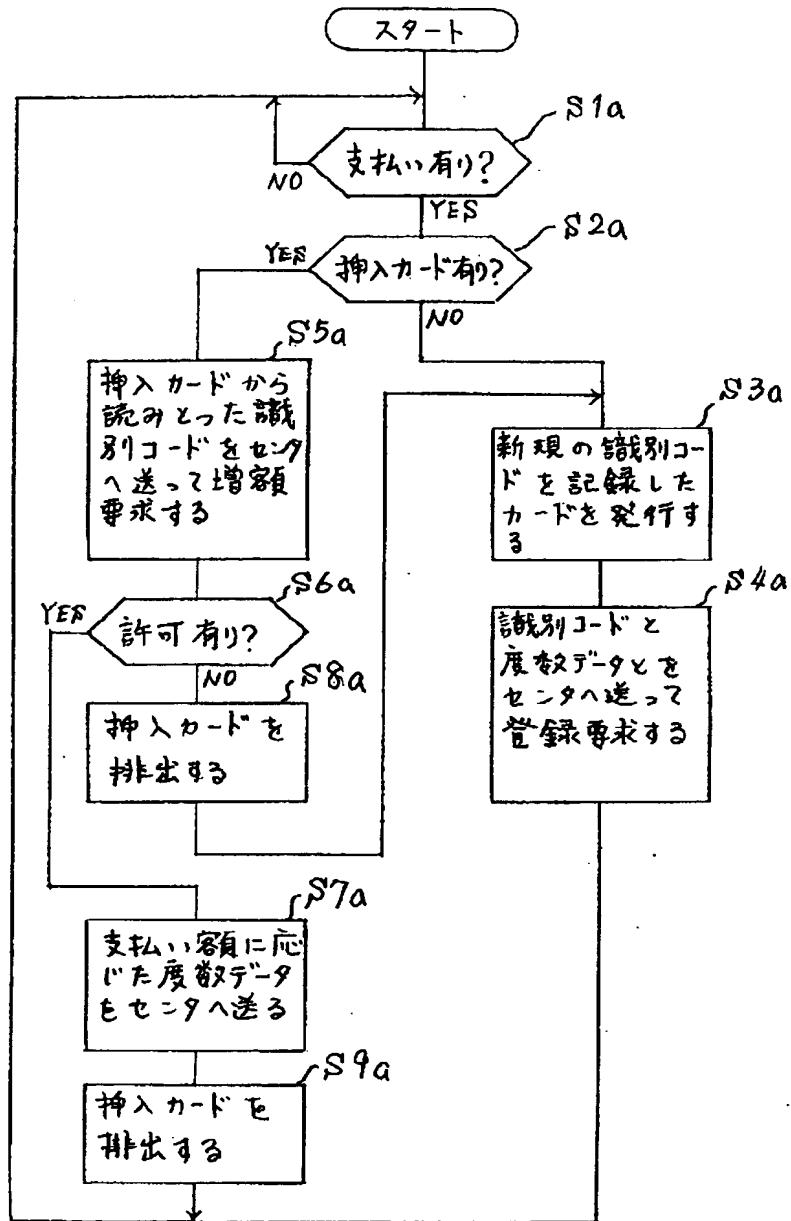 スタート
S1a
支払い有り?
NO
YES
S2a
YES
挿入カード有り?
NO
S5a
挿入カードから
読みとった識
別コードをセンタ
へ送って増額
要求する
S3a
新規の識別コー
ドを記録した
カードを発行す
る
S6a
YES
許可有り?
NO
S4a
識別コードと
度数データとを
センタへ送って
登録要求する
S8a
挿入カードを
排出する
S7a
支払い額に応
じた度数データ
をセンタへ送る
S9a
挿入カードを
排出する